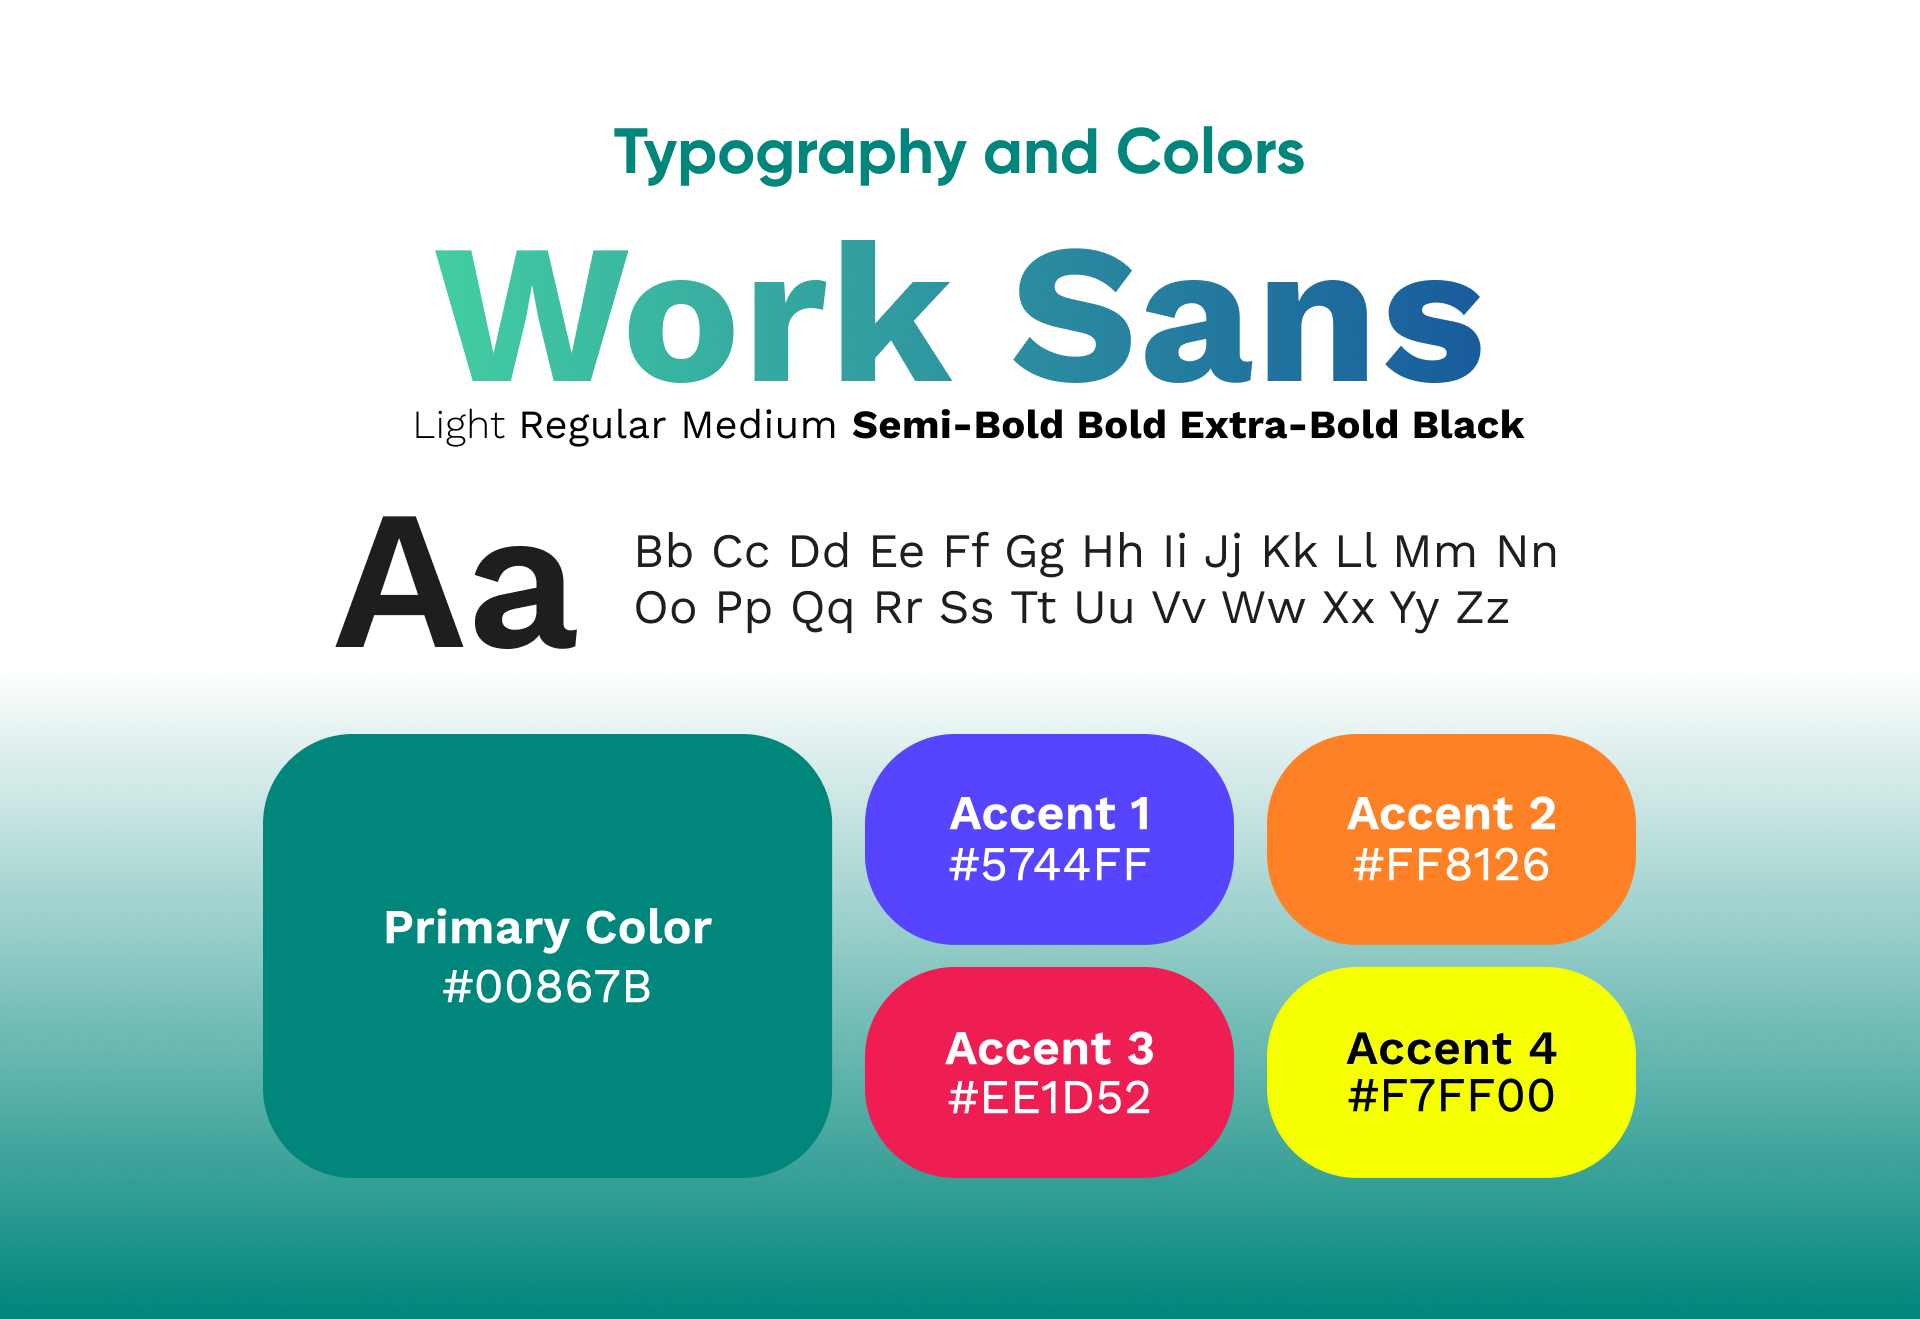 Typography and Colors
Work Sans
Light Regular Medium Semi-Bold Bold Extra-Bold Black
Aa
Bb Cc Dd Ee Ff Gg Hh Ii Jj Kk Ll Mm Nn
Oo Pp Qq Rr Ss Tt Uu Vv Ww Xx Yy Zz
Primary Color
#00867B
Accent 1
#5744FF
Accent 2
#FF8126
Accent 3
#EE1D52
Accent 4
#F7FF00